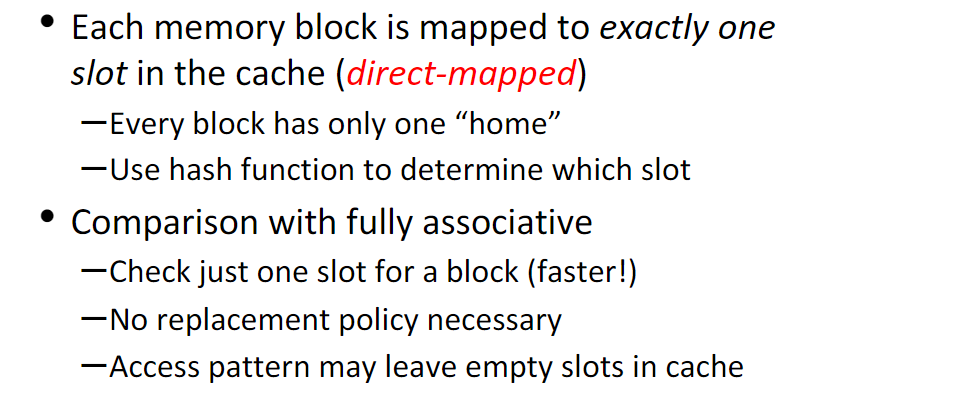 • Each memory block is mapped to exactly one
slot in the cache (direct-mapped)
—Every block has only one “home”
—Use hash function to determine which slot
• Comparison with fully associative
—Check just one slot for a block (faster!)
—No replacement policy necessary
—Access pattern may leave empty slots in cache